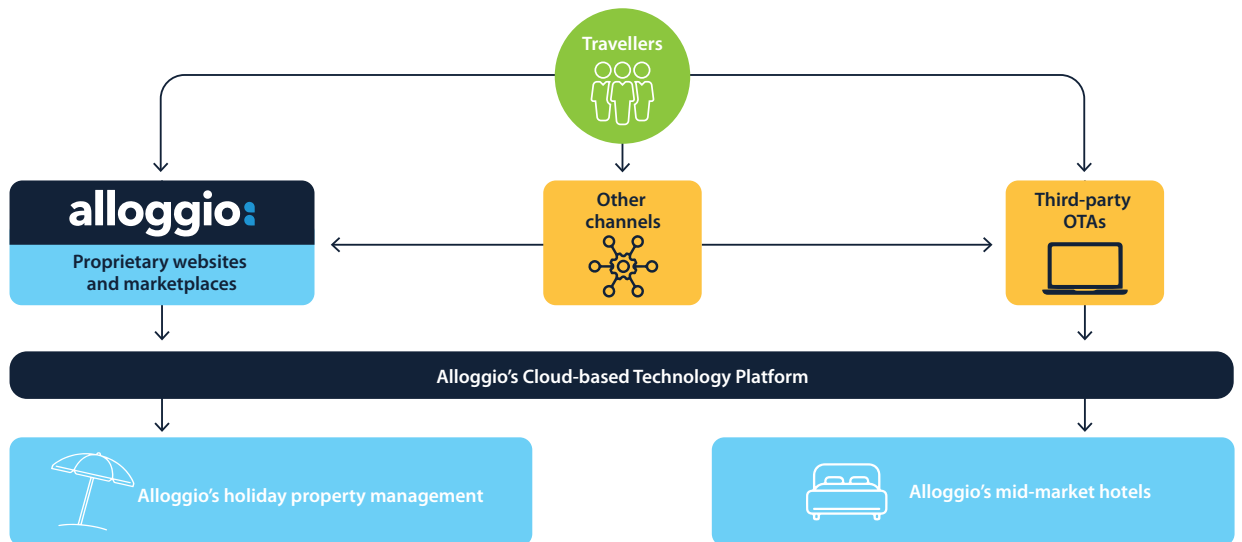 Travellers
alloggio:
Proprietary websites
and marketplaces
Other
channels
Third-party
OTAs
Alloggio’s Cloud-based Technology Platform
Alloggio’s holiday property management
Alloggio’s mid-market hotels